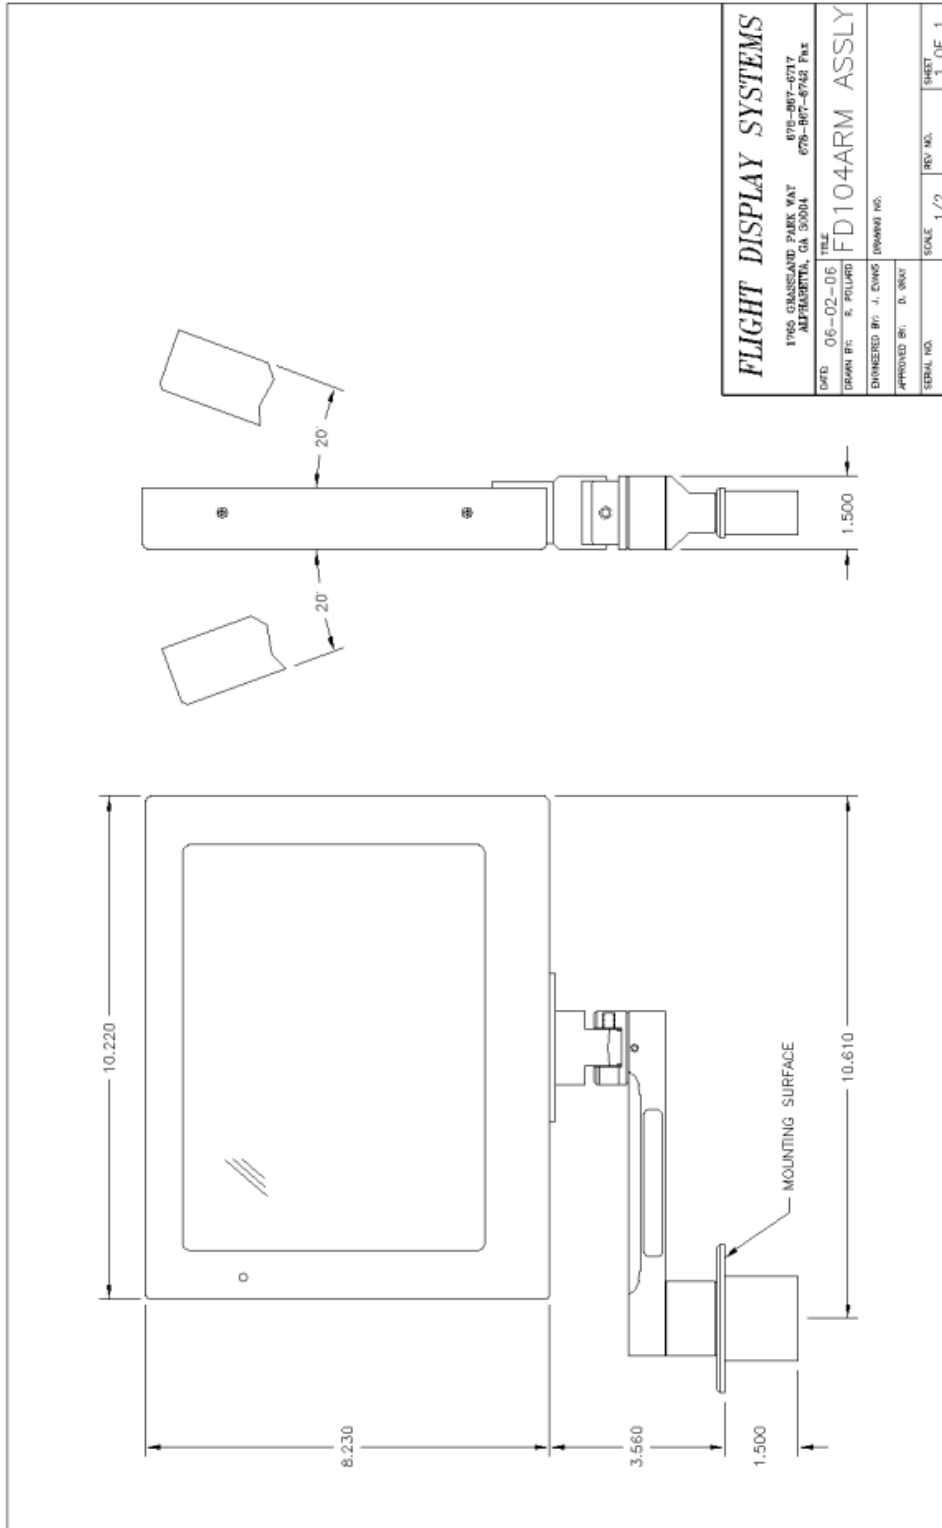 10.220
8.230
3.560
1.500
10.610
MOUNTING SURFACE
20°
20°
1.500
FLIGHT DISPLAY SYSTEMS
1765 GRASSLAND PARK WAY
ALPHARETTA, GA 30004
678-867-6717
678-867-6742 Fax
DATE: 06-02-06
TITLE
FD104ARM ASSLY
DRAWN BY: R. POLLARD
ENGINEERED BY: J. EVANS
DRAWING NO.
APPROVED BY: D. GRAY
SERIAL NO.
SCALE 1/2
REV NO.
SHEET 1 OF 1